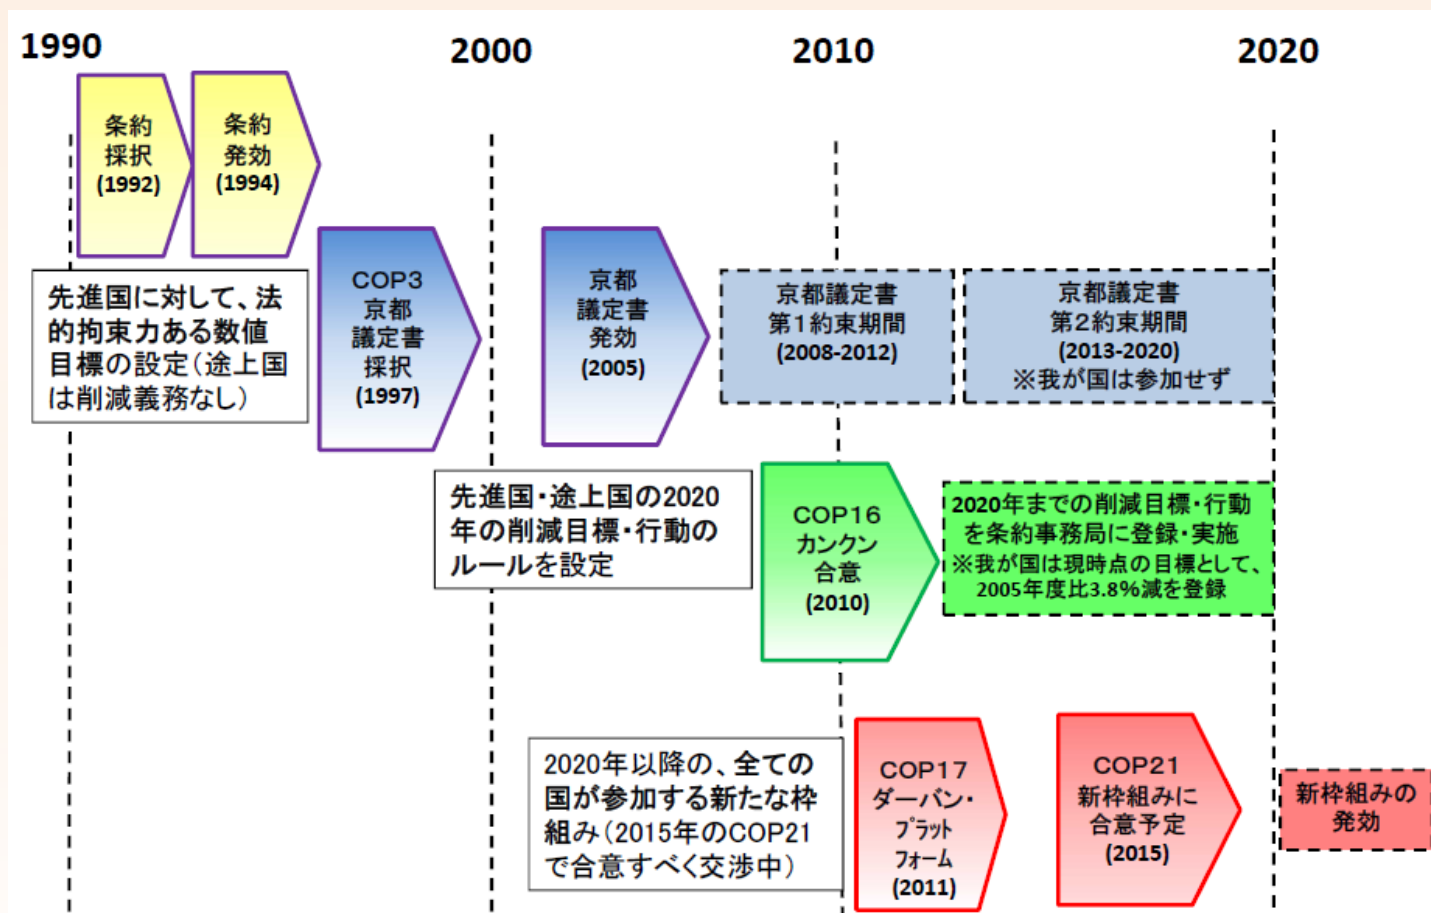 1990
2000
2010
2020
条約
採択
(1992)
条約
発効
(1994)
先進国に対して、法
的拘束力ある数値
目標の設定（途上国
は削減義務なし）
ＣＯＰ３
京都
議定書
採択
(1997)
京都
議定書
発効
(2005)
京都議定書
第１約束期間
(2008-2012)
京都議定書
第２約束期間
(2013-2020)
※我が国は参加せず
先進国・途上国の2020
年の削減目標・行動の
ルールを設定
ＣＯＰ16
カンクン
合意
(2010)
2020年までの削減目標・行動
を条約事務局に登録・実施
※我が国は現時点の目標として、
2005年度比3.8%減を登録
2020年以降の、全ての
国が参加する新たな枠
組み（2015年のCOP21
で合意すべく交渉中）
ＣＯＰ17
ダーバン・
ﾌﾟﾗｯﾄ
ﾌｫｰﾑ
(2011)
ＣＯＰ21
新枠組みに
合意予定
(2015)
新枠組みの
発効